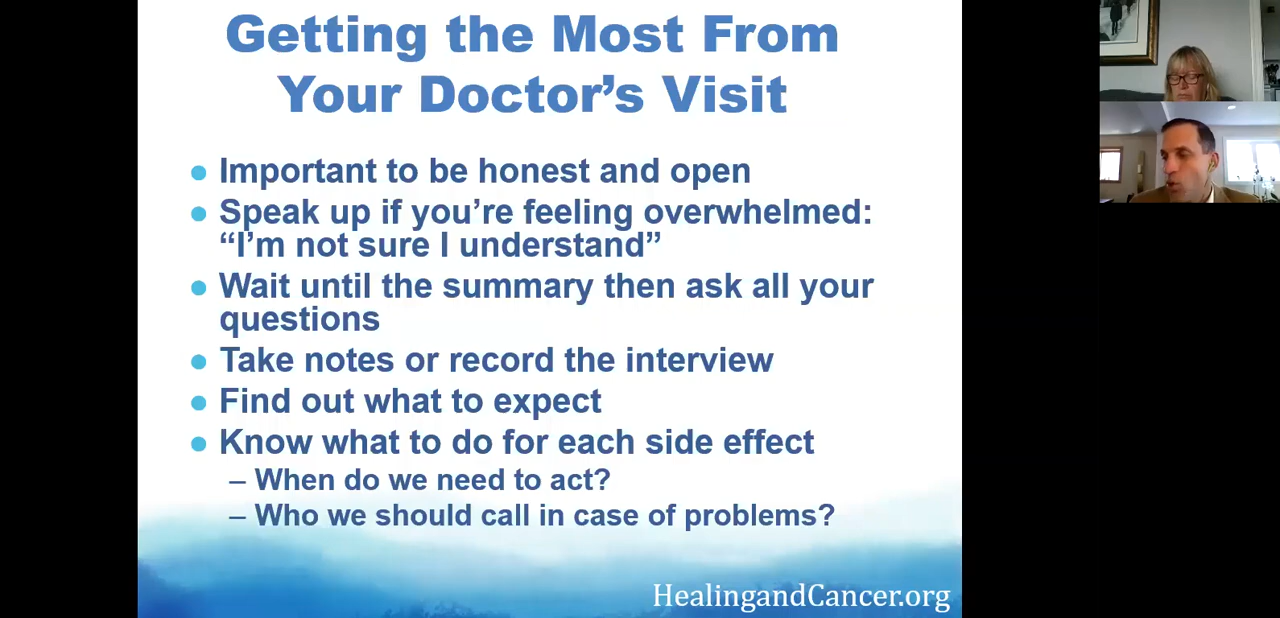 Getting the Most From
Your Doctor’s Visit
● Important to be honest and open
● Speak up if you’re feeling overwhelmed:
“I’m not sure I understand”
● Wait until the summary then ask all your
questions
● Take notes or record the interview
● Find out what to expect
● Know what to do for each side effect
– When do we need to act?
– Who we should call in case of problems?
HealingandCancer.org